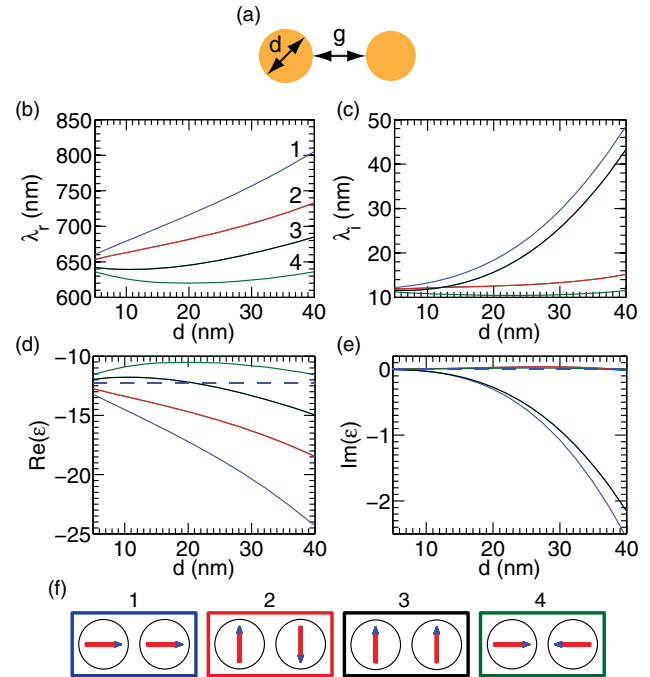 (a)
d
g
(b)
850
800
750
700
650
600
λr (nm)
1
2
3
4
10 20 30 40
d (nm)
(c)
50
40
30
20
10
λi (nm)
10 20 30 40
d (nm)
(d)
-10
-15
-20
-25
Re(ε)
10 20 30 40
d (nm)
(e)
0
-1
-2
Im(ε)
10 20 30 40
d (nm)
(f)
1 2 3 4